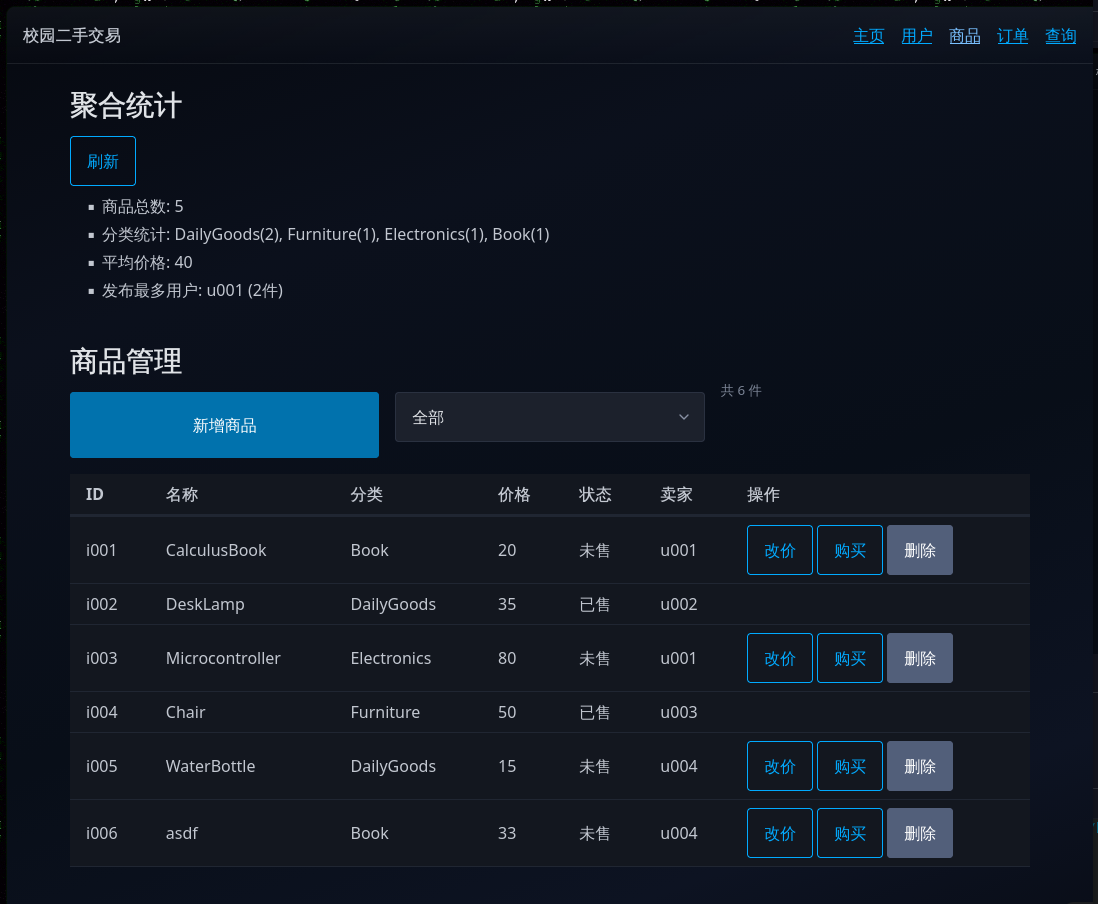 校园二手交易 主页 用户 商品 订单 查询
聚合统计
刷新
商品总数: 5
分类统计: DailyGoods(2), Furniture(1), Electronics(1), Book(1)
平均价格: 40
发布最多用户: u001 (2件)
商品管理
新增商品 全部 共 6 件
ID 名称 分类 价格 状态 卖家 操作
i001 CalculusBook Book 20 未售 u001 改价 购买 删除
i002 DeskLamp DailyGoods 35 已售 u002
i003 Microcontroller Electronics 80 未售 u001 改价 购买 删除
i004 Chair Furniture 50 已售 u003
i005 WaterBottle DailyGoods 15 未售 u004 改价 购买 删除
i006 asdf Book 33 未售 u004 改价 购买 删除